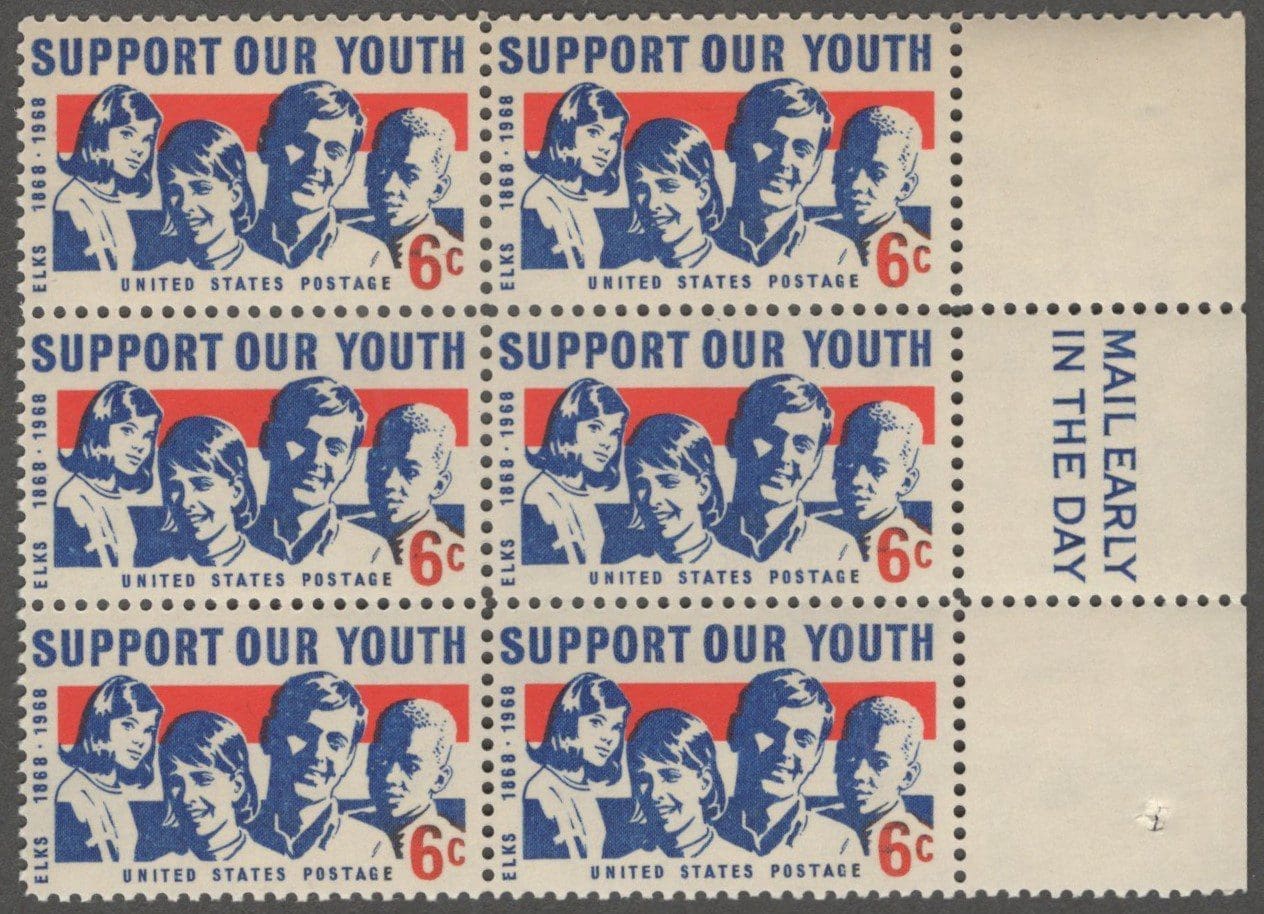 SUPPORT OUR YOUTH
ELKS 1868 · 1968
UNITED STATES POSTAGE 6c
SUPPORT OUR YOUTH
ELKS 1868 · 1968
UNITED STATES POSTAGE 6c
SUPPORT OUR YOUTH
ELKS 1868 · 1968
UNITED STATES POSTAGE 6c
SUPPORT OUR YOUTH
ELKS 1868 · 1968
UNITED STATES POSTAGE 6c
MAIL EARLY
IN THE DAY
SUPPORT OUR YOUTH
ELKS 1868 · 1968
UNITED STATES POSTAGE 6c
SUPPORT OUR YOUTH
ELKS 1868 · 1968
UNITED STATES POSTAGE 6c